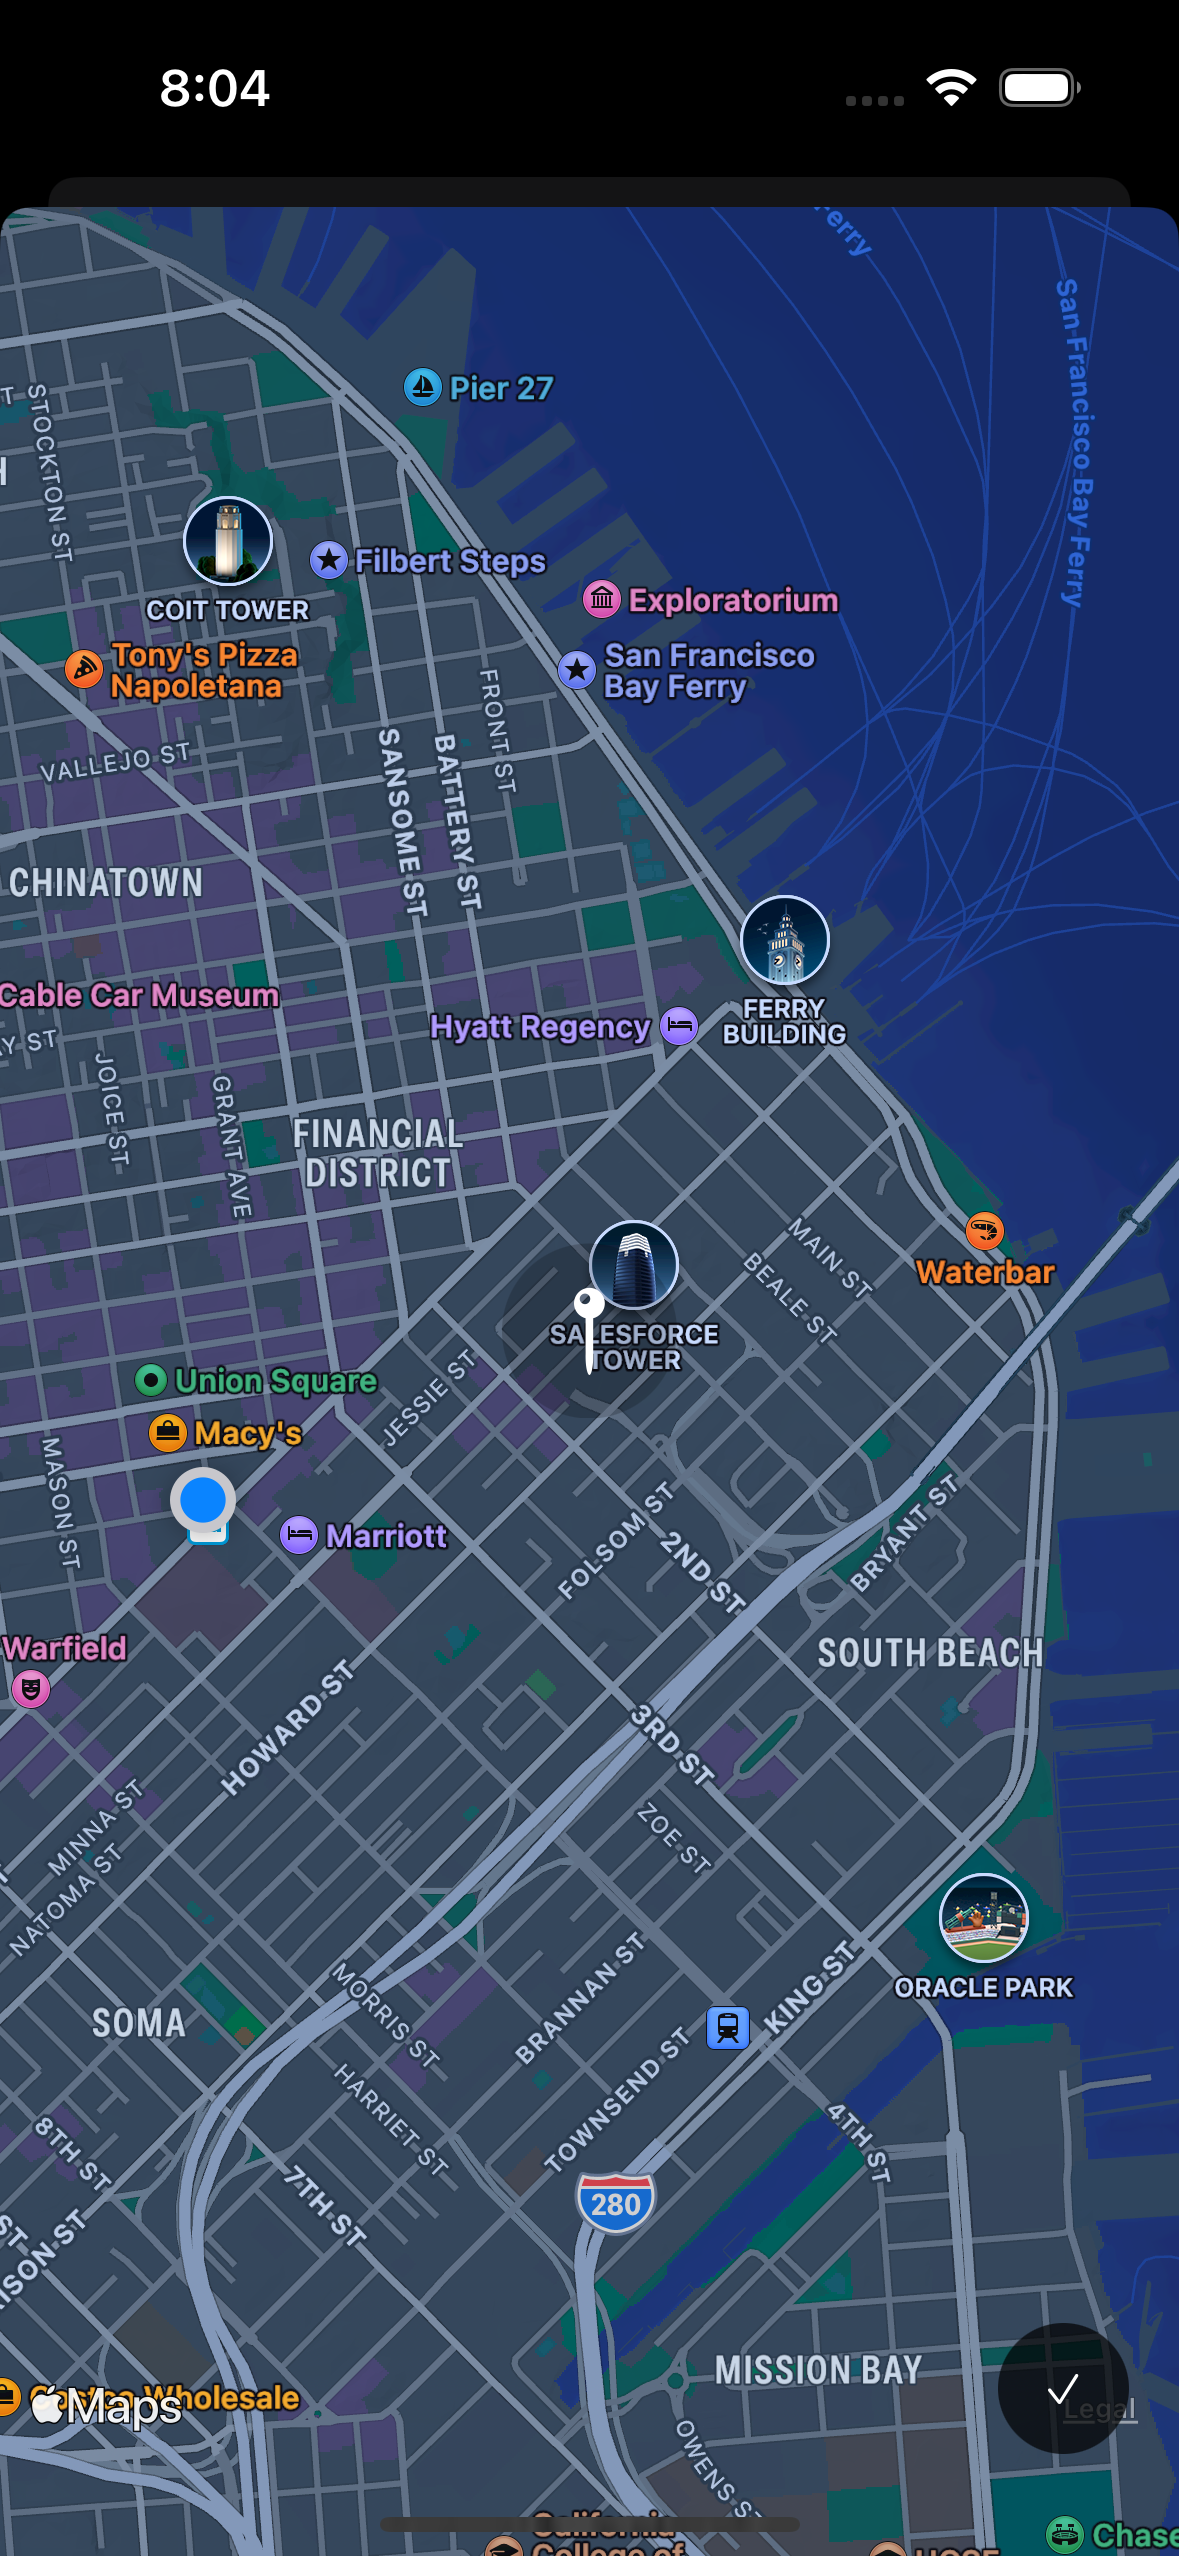 8:04
Ferry
San Francisco Bay Ferry
Pier 27
STOCKTON ST
Filbert Steps
COIT TOWER
Exploratorium
Tony's Pizza
Napoletana
San Francisco
Bay Ferry
FRONT ST
VALLEJO ST
SANSOME ST
BATTERY ST
CHINATOWN
Cable Car Museum
FERRY
BUILDING
Hyatt Regency
JOICE ST
GRANT AVE
FINANCIAL
DISTRICT
MAIN ST
BEALE ST
Waterbar
SALESFORCE
TOWER
Union Square
JESSIE ST
Macy's
MASON ST
Marriott
FOLSOM ST
2ND ST
BRYANT ST
Warfield
SOUTH BEACH
HOWARD ST
3RD ST
MINNA ST
ZOE ST
NATOMA ST
ORACLE PARK
SOMA
MORRIS ST
BRANNAN ST
KING ST
HARRIET ST
TOWNSEND ST
4TH ST
8TH ST
7TH ST
280
MISSION BAY
Costco Wholesale
Maps
Legal
OWENS ST
California
College of
Chase